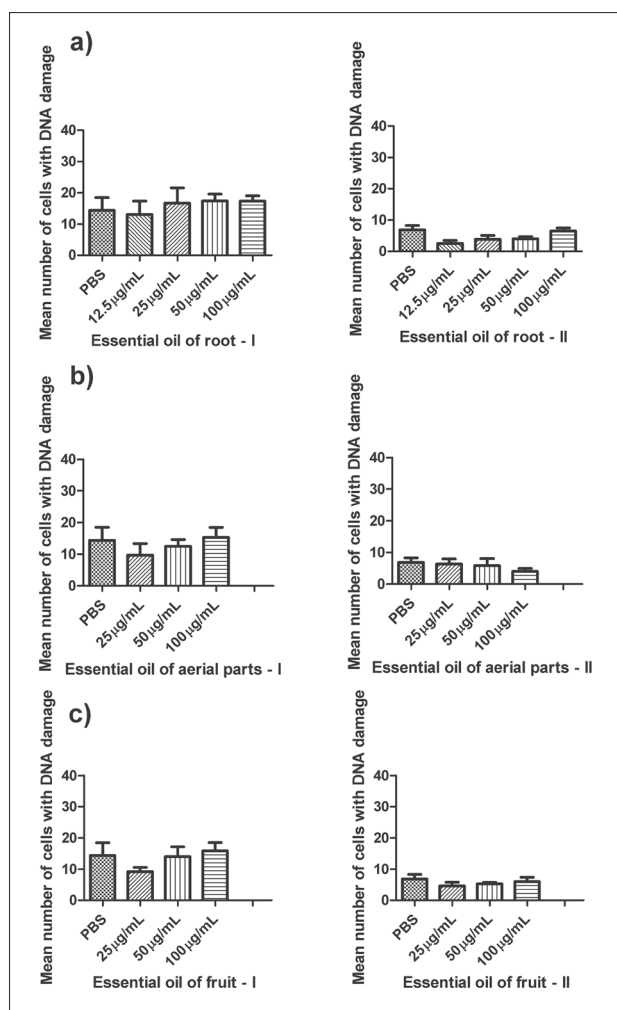 a)
Mean number of cells with DNA damage
40
30
20
10
0
PBS
12.5µg/mL
25µg/mL
50µg/mL
100µg/mL
Essential oil of root - I
Mean number of cells with DNA damage
40
30
20
10
0
PBS
12.5µg/mL
25µg/mL
50µg/mL
100µg/mL
Essential oil of root - II
b)
Mean number of cells with DNA damage
40
30
20
10
0
PBS
25µg/mL
50µg/mL
100µg/mL
Essential oil of aerial parts - I
Mean number of cells with DNA damage
40
30
20
10
0
PBS
25µg/mL
50µg/mL
100µg/mL
Essential oil of aerial parts - II
c)
Mean number of cells with DNA damage
40
30
20
10
0
PBS
25µg/mL
50µg/mL
100µg/mL
Essential oil of fruit - I
Mean number of cells with DNA damage
40
30
20
10
0
PBS
25µg/mL
50µg/mL
100µg/mL
Essential oil of fruit - II